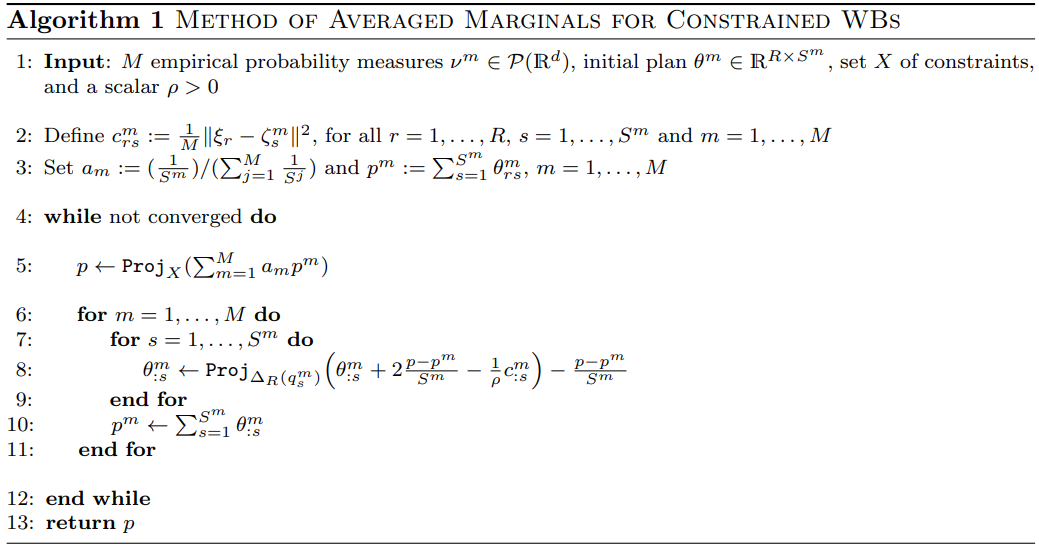 Algorithm 1 Method of Averaged Marginals for Constrained WBs
1: Input: M empirical probability measures ν^m ∈ 𝒫(ℝ^d), initial plan θ^m ∈ ℝ^{R×S^m}, set X of constraints,
and a scalar ρ > 0
2: Define c^m_{rs} := 1/M ‖ξ_r − ζ^m_s‖², for all r = 1, . . . , R, s = 1, . . . , S^m and m = 1, . . . , M
3: Set a_m := (1/S^m)/(∑^M_{j=1} 1/S^j) and p^m := ∑^{S^m}_{s=1} θ^m_{rs}, m = 1, . . . , M
4: while not converged do
5: p ← Proj_X(∑^M_{m=1} a_m p^m)
6: for m = 1, . . . , M do
7: for s = 1, . . . , S^m do
8: θ^m_{:s} ← Proj_{Δ_R(q^m_s)}(θ^m_{:s} + 2 (p−p^m)/S^m − 1/ρ c^m_{:s}) − (p−p^m)/S^m
9: end for
10: p^m ← ∑^{S^m}_{s=1} θ^m_{:s}
11: end for
12: end while
13: return p